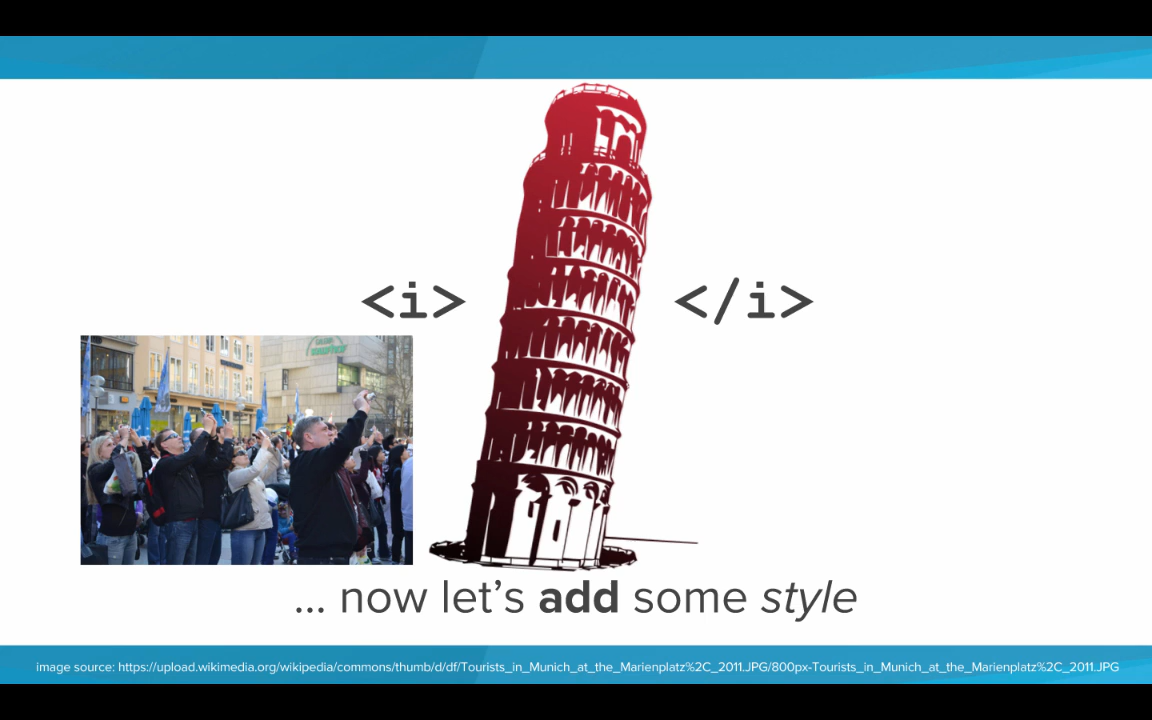 <i> </i>
... now let's add some style
image source: https://upload.wikimedia.org/wikipedia/commons/thumb/d/df/Tourists_in_Munich_at_the_Marienplatz%2C_2011.JPG/800px-Tourists_in_Munich_at_the_Marienplatz%2C_2011.JPG